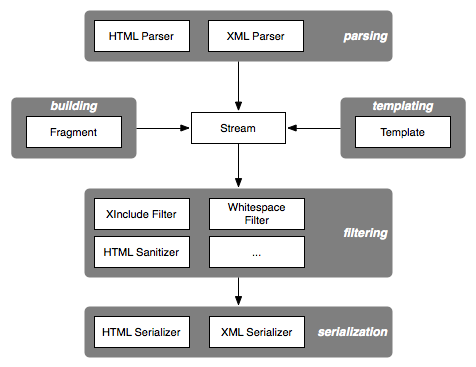 HTML Parser
XML Parser
parsing
building
Fragment
Stream
templating
Template
XInclude Filter
Whitespace
Filter
HTML Sanitizer
...
filtering
HTML Serializer
XML Serializer
serialization